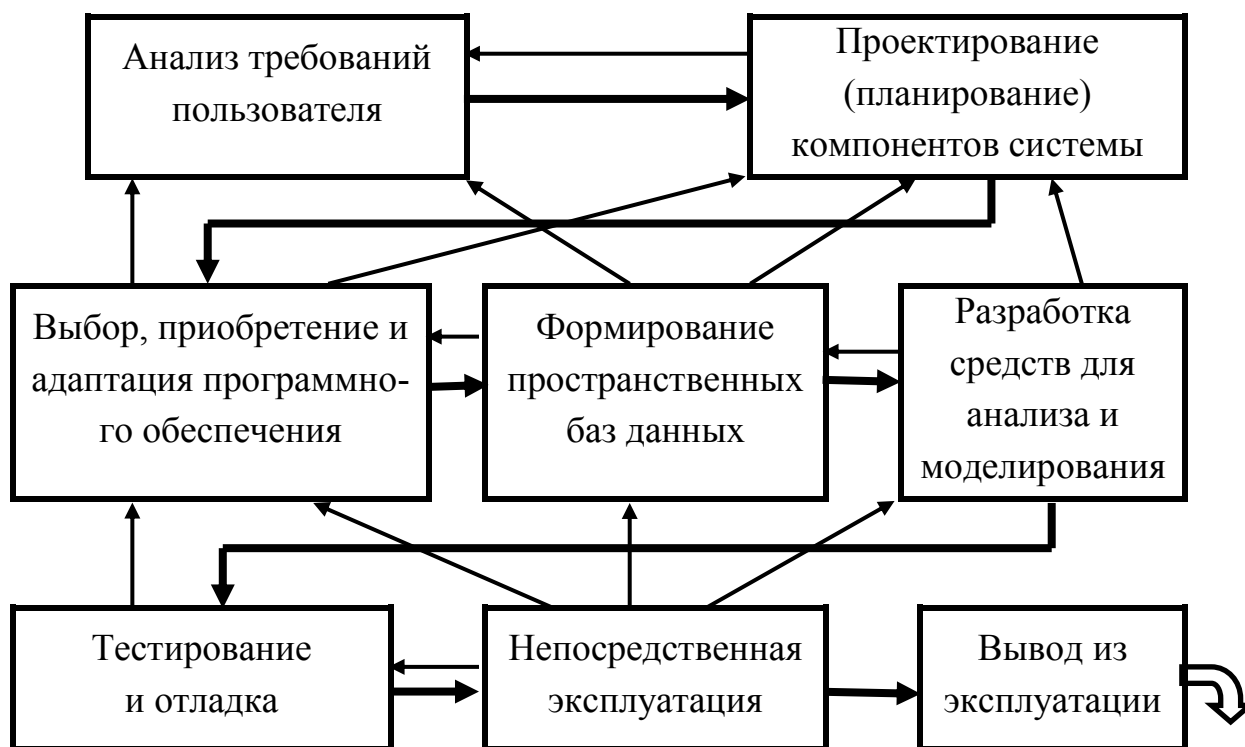 Анализ требований
пользователя
Проектирование
(планирование)
компонентов системы
Выбор, приобретение и
адаптация программно-
го обеспечения
Формирование
пространственных
баз данных
Разработка
средств для
анализа и
моделирования
Тестирование
и отладка
Непосредственная
эксплуатация
Вывод из
эксплуатации